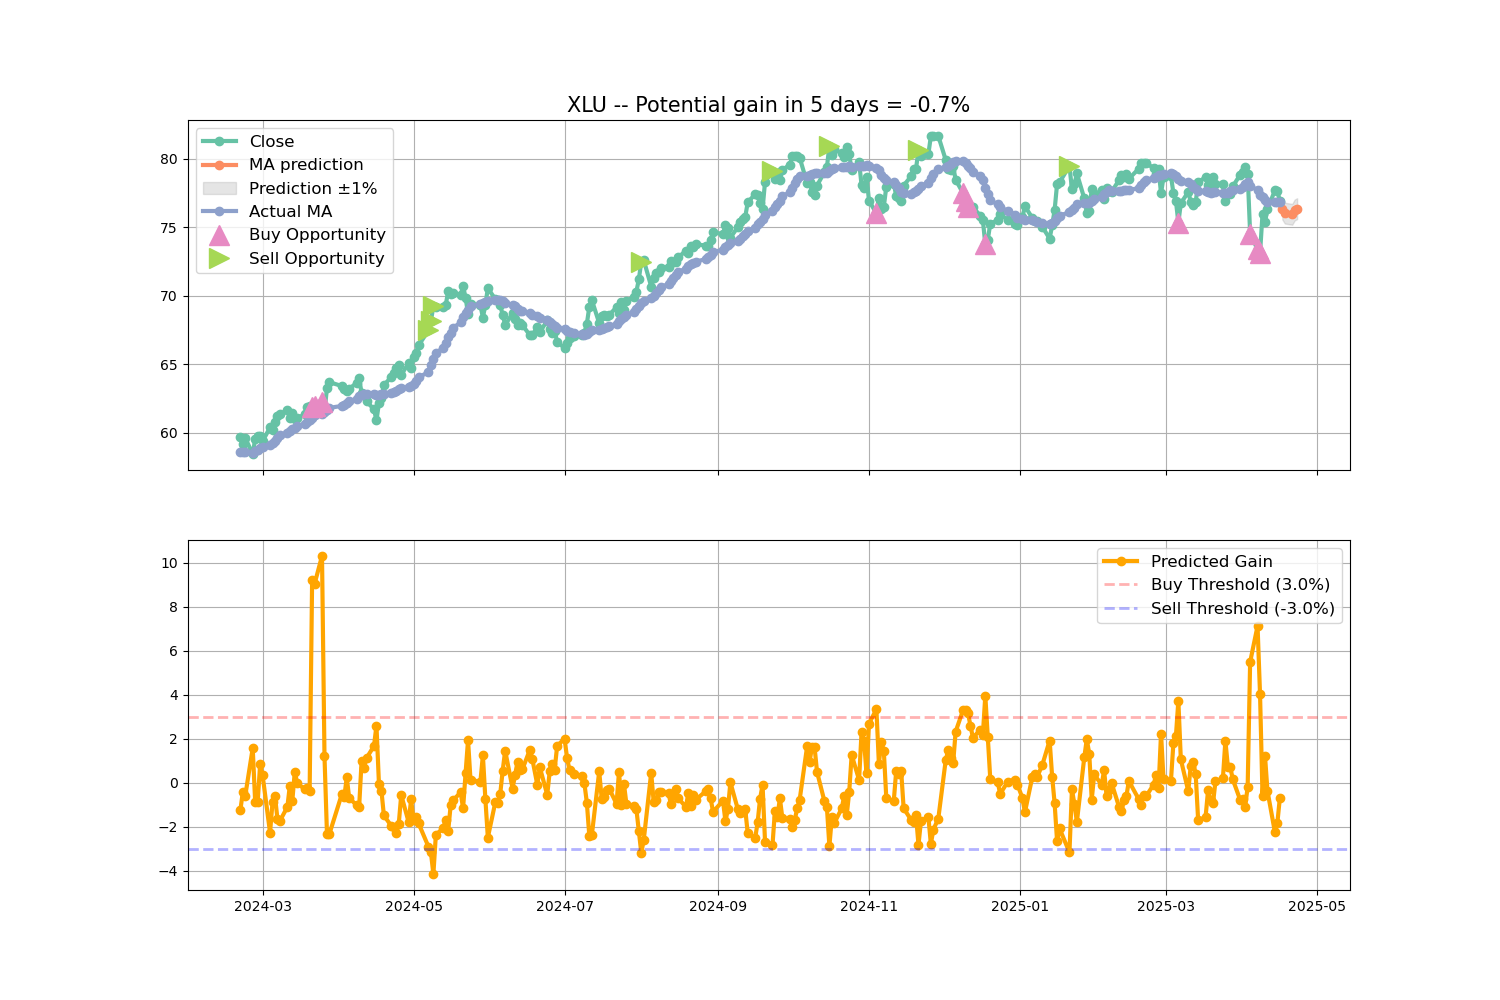 XLU -- Potential gain in 5 days = -0.7%
Close
MA prediction
Prediction ±1%
Actual MA
Buy Opportunity
Sell Opportunity
80
75
70
65
60
Predicted Gain
Buy Threshold (3.0%)
Sell Threshold (-3.0%)
10
8
6
4
2
0
−2
−4
2024-03 2024-05 2024-07 2024-09 2024-11 2025-01 2025-03 2025-05